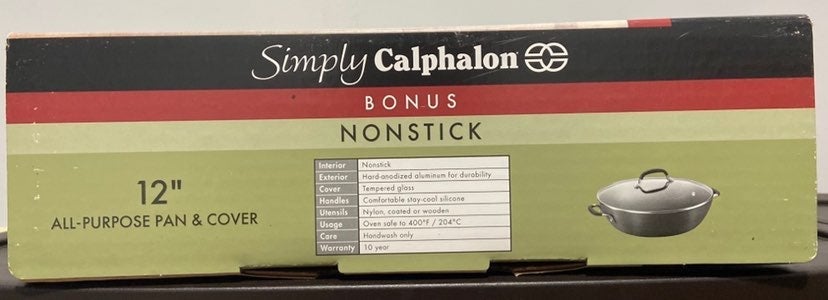 Simply Calphalon
BONUS
NONSTICK
12"
ALL-PURPOSE PAN & COVER
Interior Nonstick
Exterior Hard-anodized aluminum for durability
Cover Tempered glass
Handles Comfortable stay-cool silicone
Utensils Nylon, coated or wooden
Usage Oven safe to 400°F / 204°C
Care Handwash only
Warranty 10 year